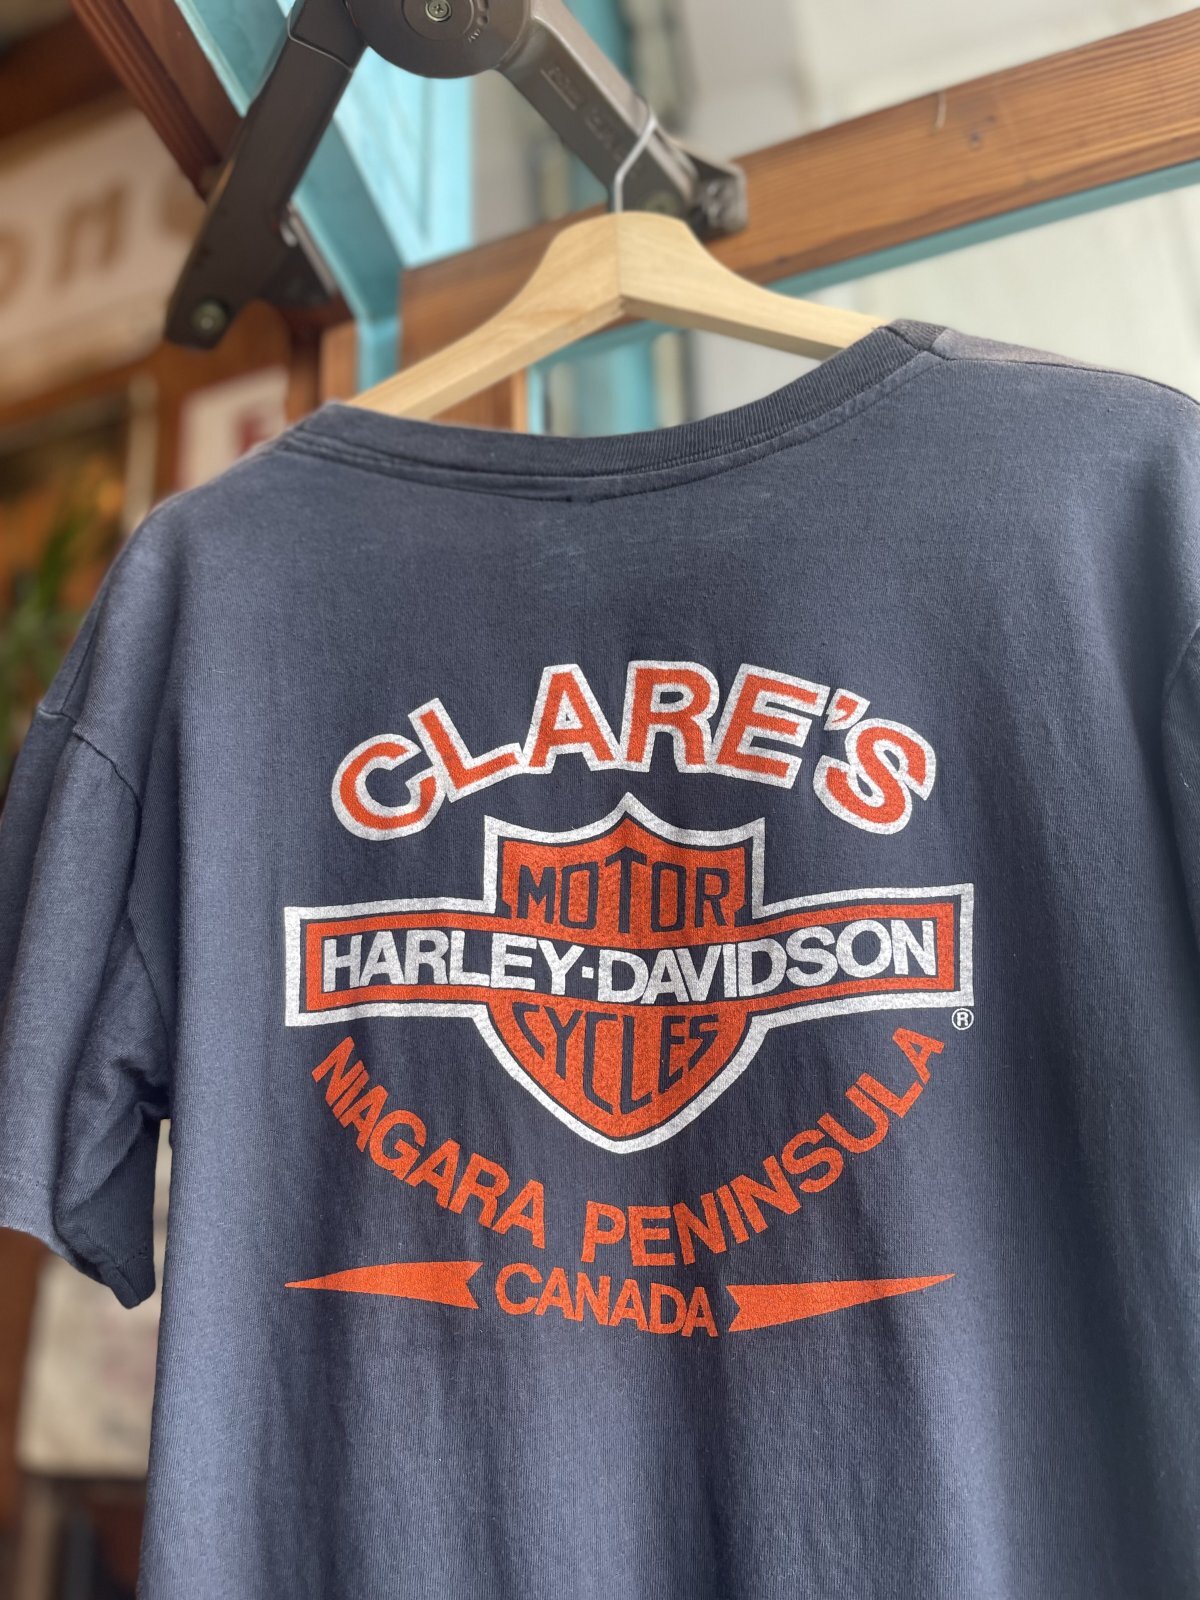 CLARE'S
MOTOR
HARLEY-DAVIDSON
CYCLES
®
NIAGARA PENINSULA
CANADA